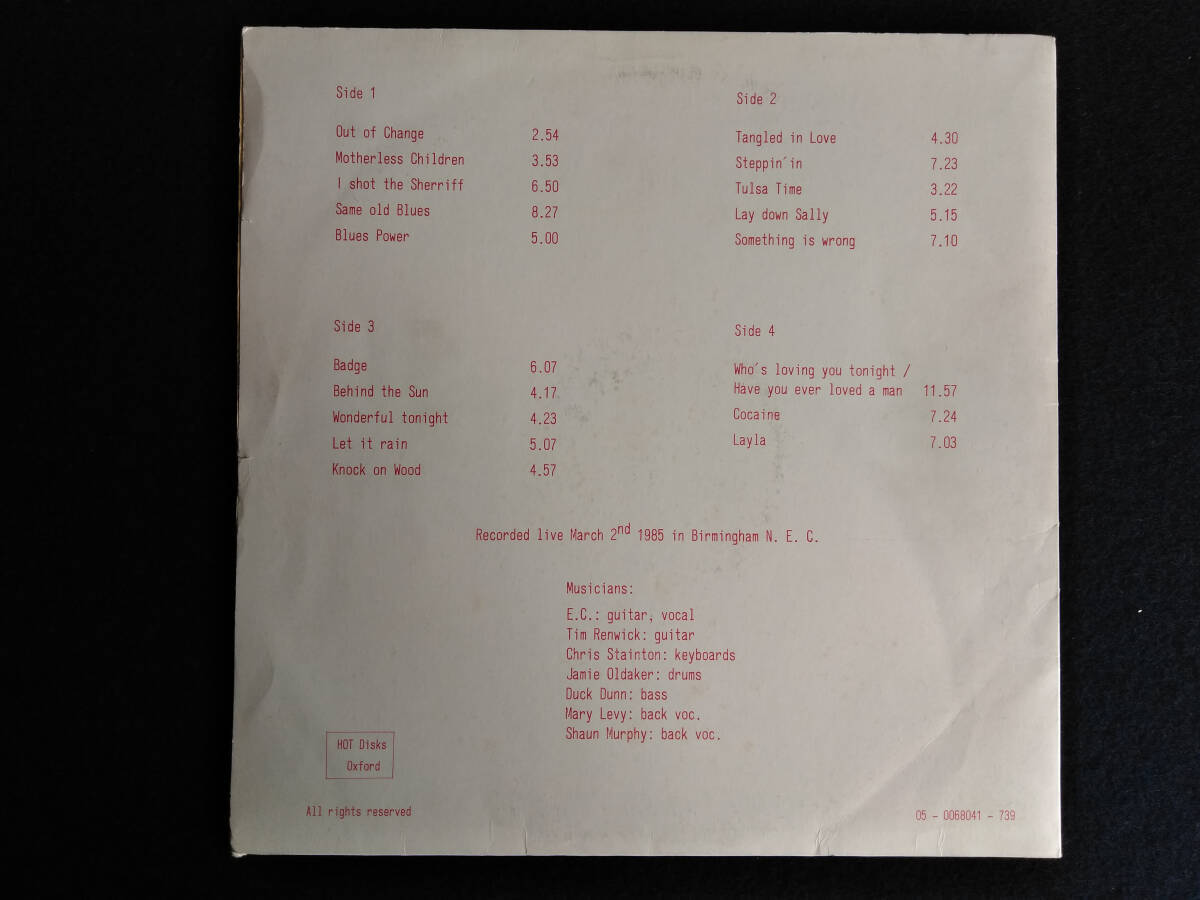 Side 1
Out of Change 2.54
Motherless Children 3.53
I shot the Sherriff 6.50
Same old Blues 8.27
Blues Power 5.00
Side 2
Tangled in Love 4.30
Steppin´in 7.23
Tulsa Time 3.22
Lay down Sally 5.15
Something is wrong 7.10
Side 3
Badge 6.07
Behind the Sun 4.17
Wonderful tonight 4.23
Let it rain 5.07
Knock on Wood 4.57
Side 4
Who´s loving you tonight /
Have you ever loved a man 11.57
Cocaine 7.24
Layla 7.03
Recorded live March 2nd 1985 in Birmingham N. E. C.
Musicians:
E.C.: guitar, vocal
Tim Renwick: guitar
Chris Stainton: keyboards
Jamie Oldaker: drums
Duck Dunn: bass
Mary Levy: back voc.
Shaun Murphy: back voc.
HOT Disks
Oxford
All rights reserved
05 - 0068041 - 739